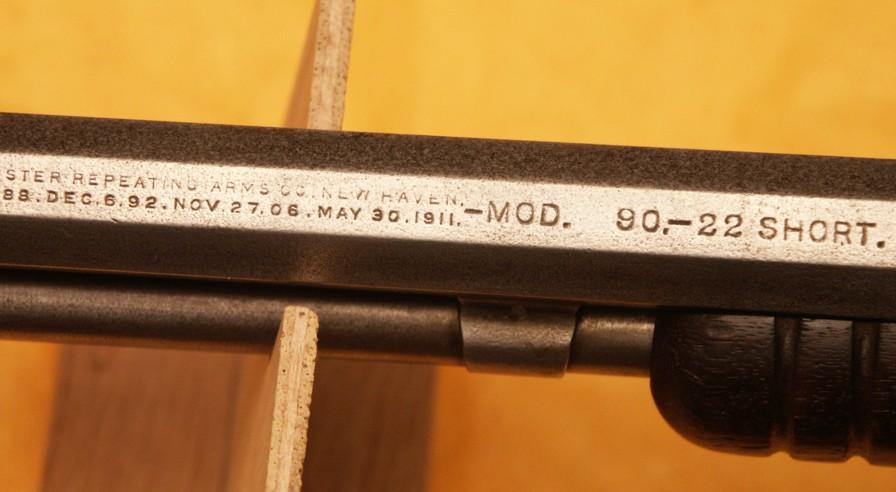 STER REPEATING ARMS CO. NEW HAVEN.
88. DEC. 6. 92. NOV. 27. 06. MAY 30. 1911. -MOD. 90.-22 SHORT.